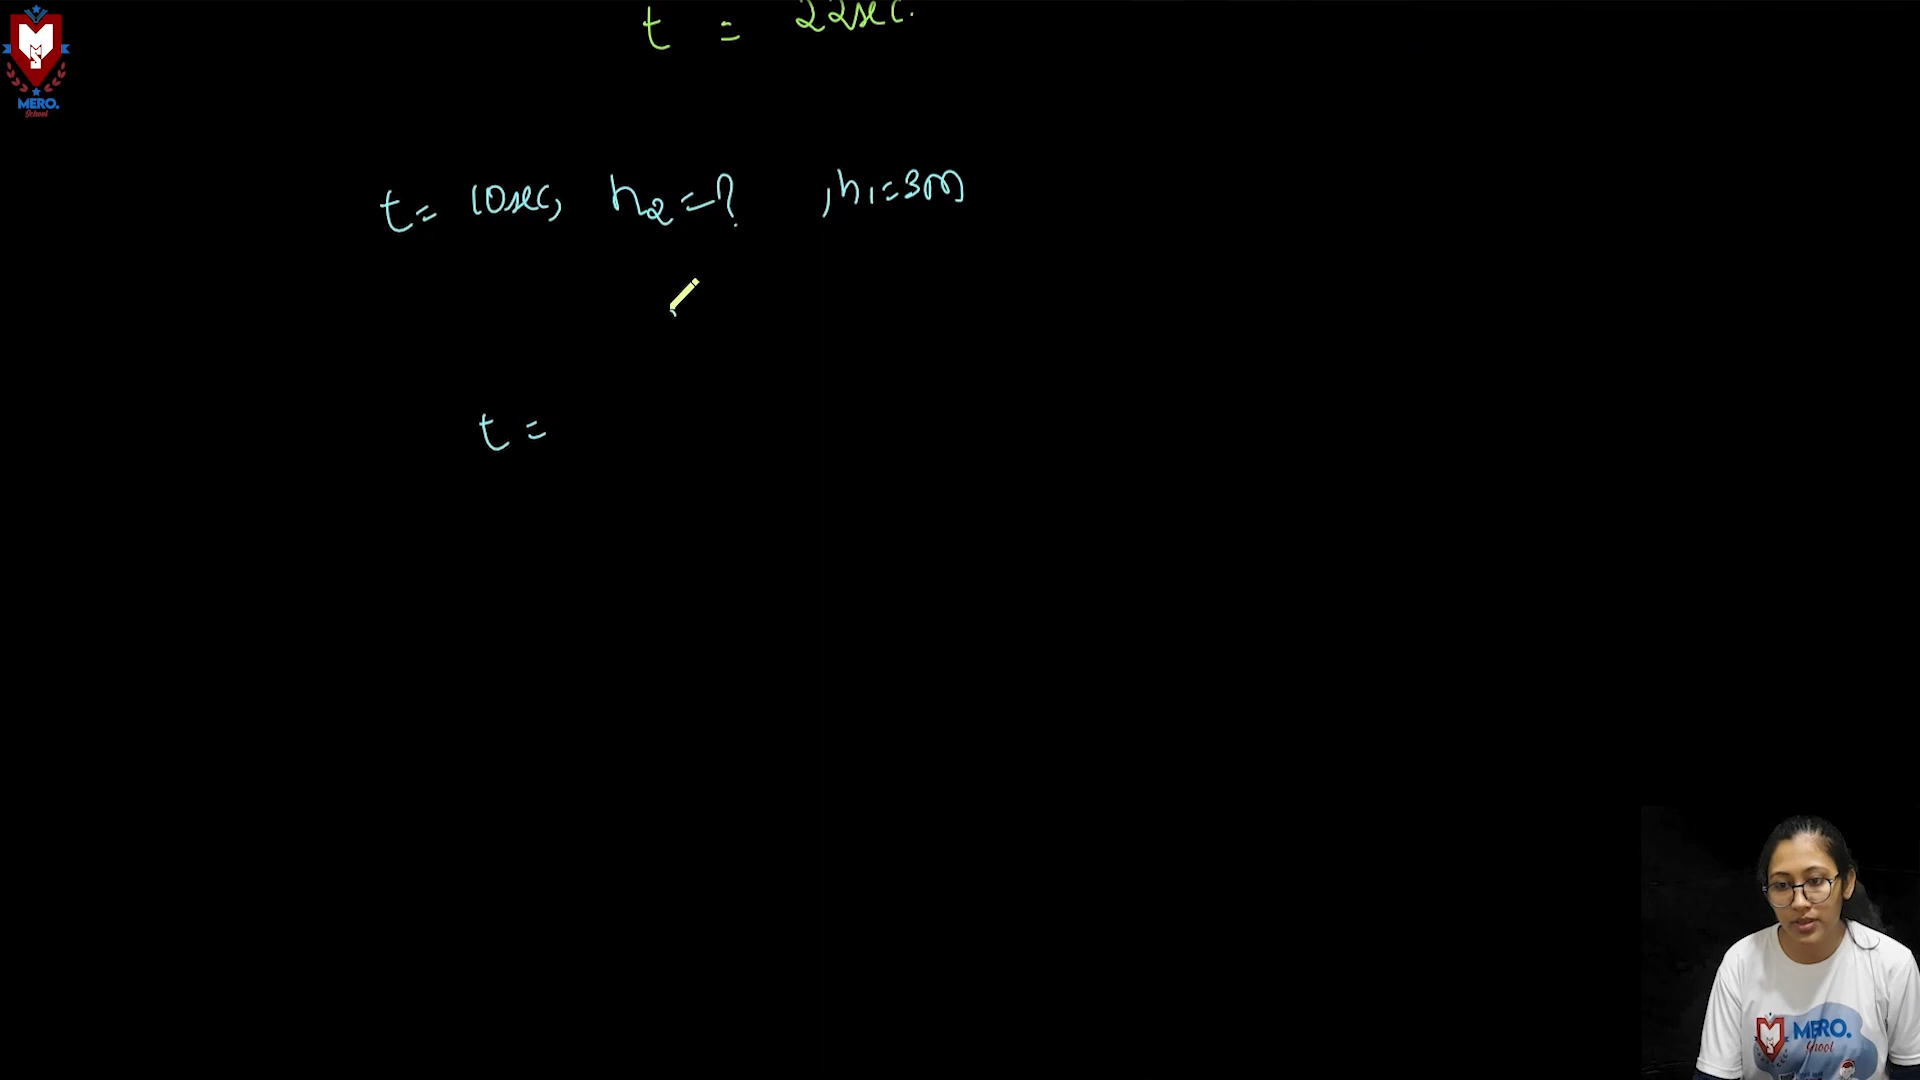 t = 22sec.
MERO.
School
t = 10sec, h2 = ? , h1 = 3m
t =
MERO.
School